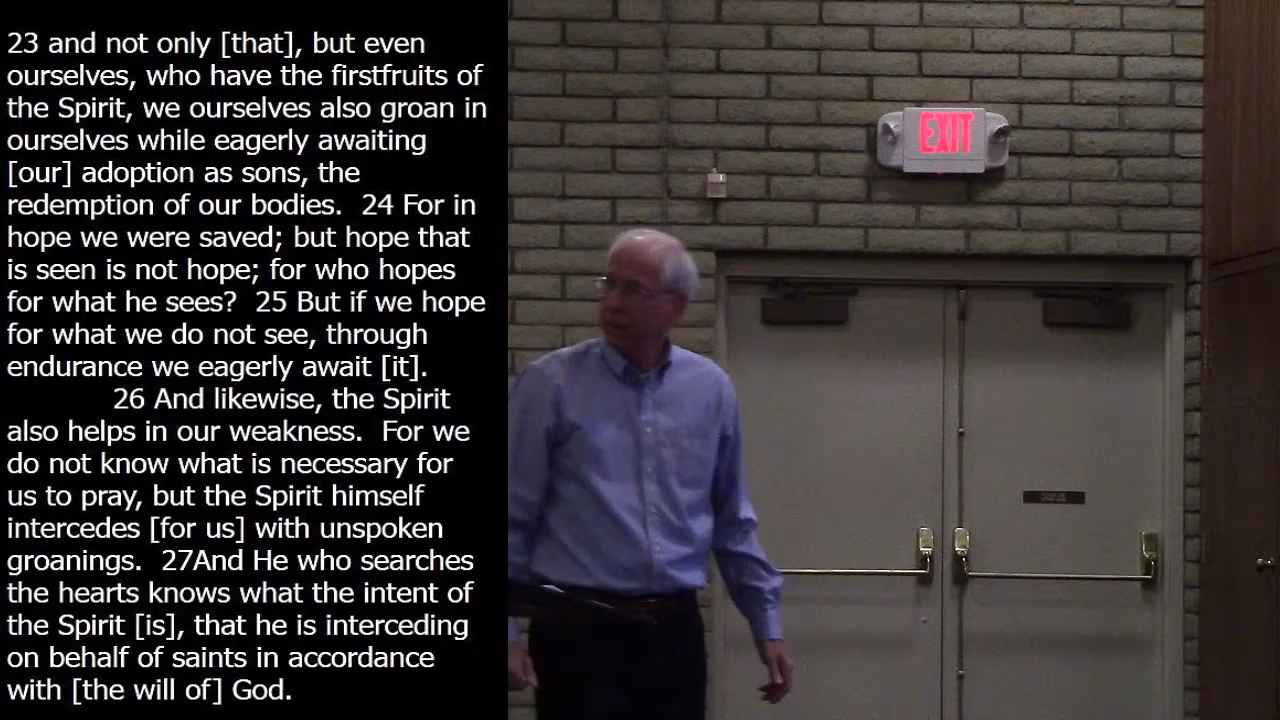 23 and not only [that], but even
ourselves, who have the firstfruits of
the Spirit, we ourselves also groan in
ourselves while eagerly awaiting
[our] adoption as sons, the
redemption of our bodies.  24 For in
hope we were saved; but hope that
is seen is not hope; for who hopes
for what he sees?  25 But if we hope
for what we do not see, through
endurance we eagerly await [it].
26 And likewise, the Spirit
also helps in our weakness.  For we
do not know what is necessary for
us to pray, but the Spirit himself
intercedes [for us] with unspoken
groanings.  27And He who searches
the hearts knows what the intent of
the Spirit [is], that he is interceding
on behalf of saints in accordance
with [the will of] God.
EXIT